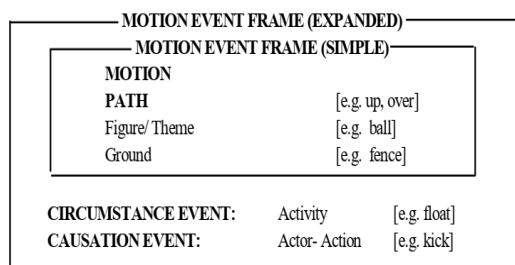 MOTION EVENT FRAME (EXPANDED)
MOTION EVENT FRAME (SIMPLE)
MOTION
PATH [e.g. up, over]
Figure/ Theme [e.g. ball]
Ground [e.g. fence]
CIRCUMSTANCE EVENT: Activity [e.g. float]
CAUSATION EVENT: Actor- Action [e.g. kick]